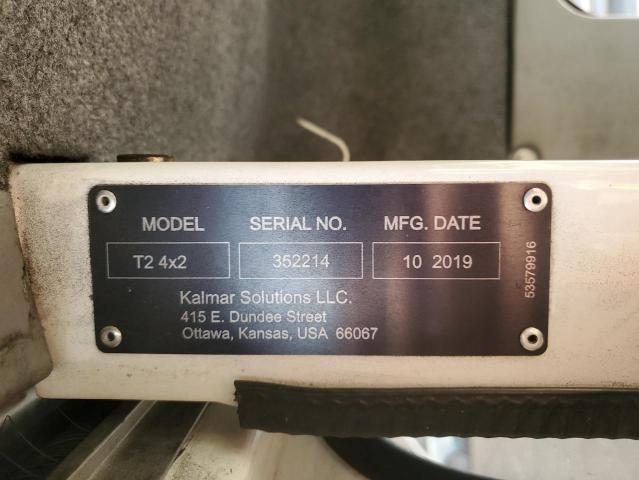 MODEL SERIAL NO. MFG. DATE
T2 4x2 352214 10 2019
Kalmar Solutions LLC.
415 E. Dundee Street
Ottawa, Kansas, USA 66067
53579916